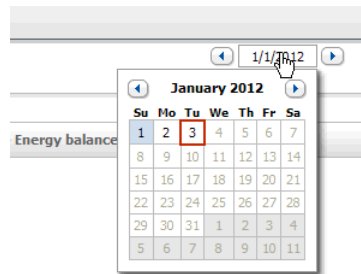 1/1/2012
January 2012
Su Mo Tu We Th Fr Sa
1 2 3 4 5 6 7
Energy balance
8 9 10 11 12 13 14
15 16 17 18 19 20 21
22 23 24 25 26 27 28
29 30 31 1 2 3 4
5 6 7 8 9 10 11